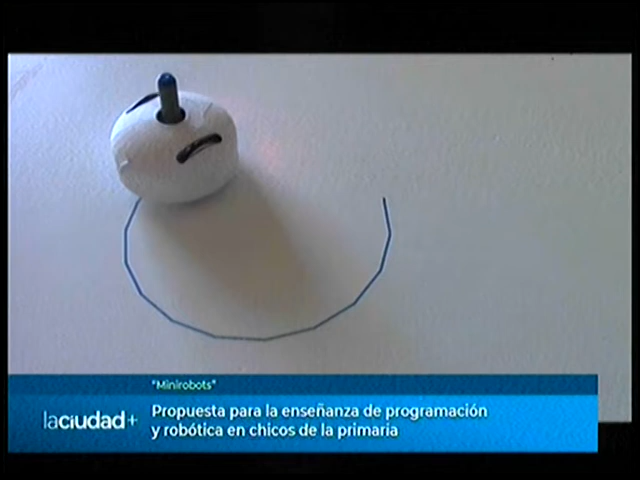 "Minirobots"
laciudad+
Propuesta para la enseñanza de programación
y robótica en chicos de la primaria